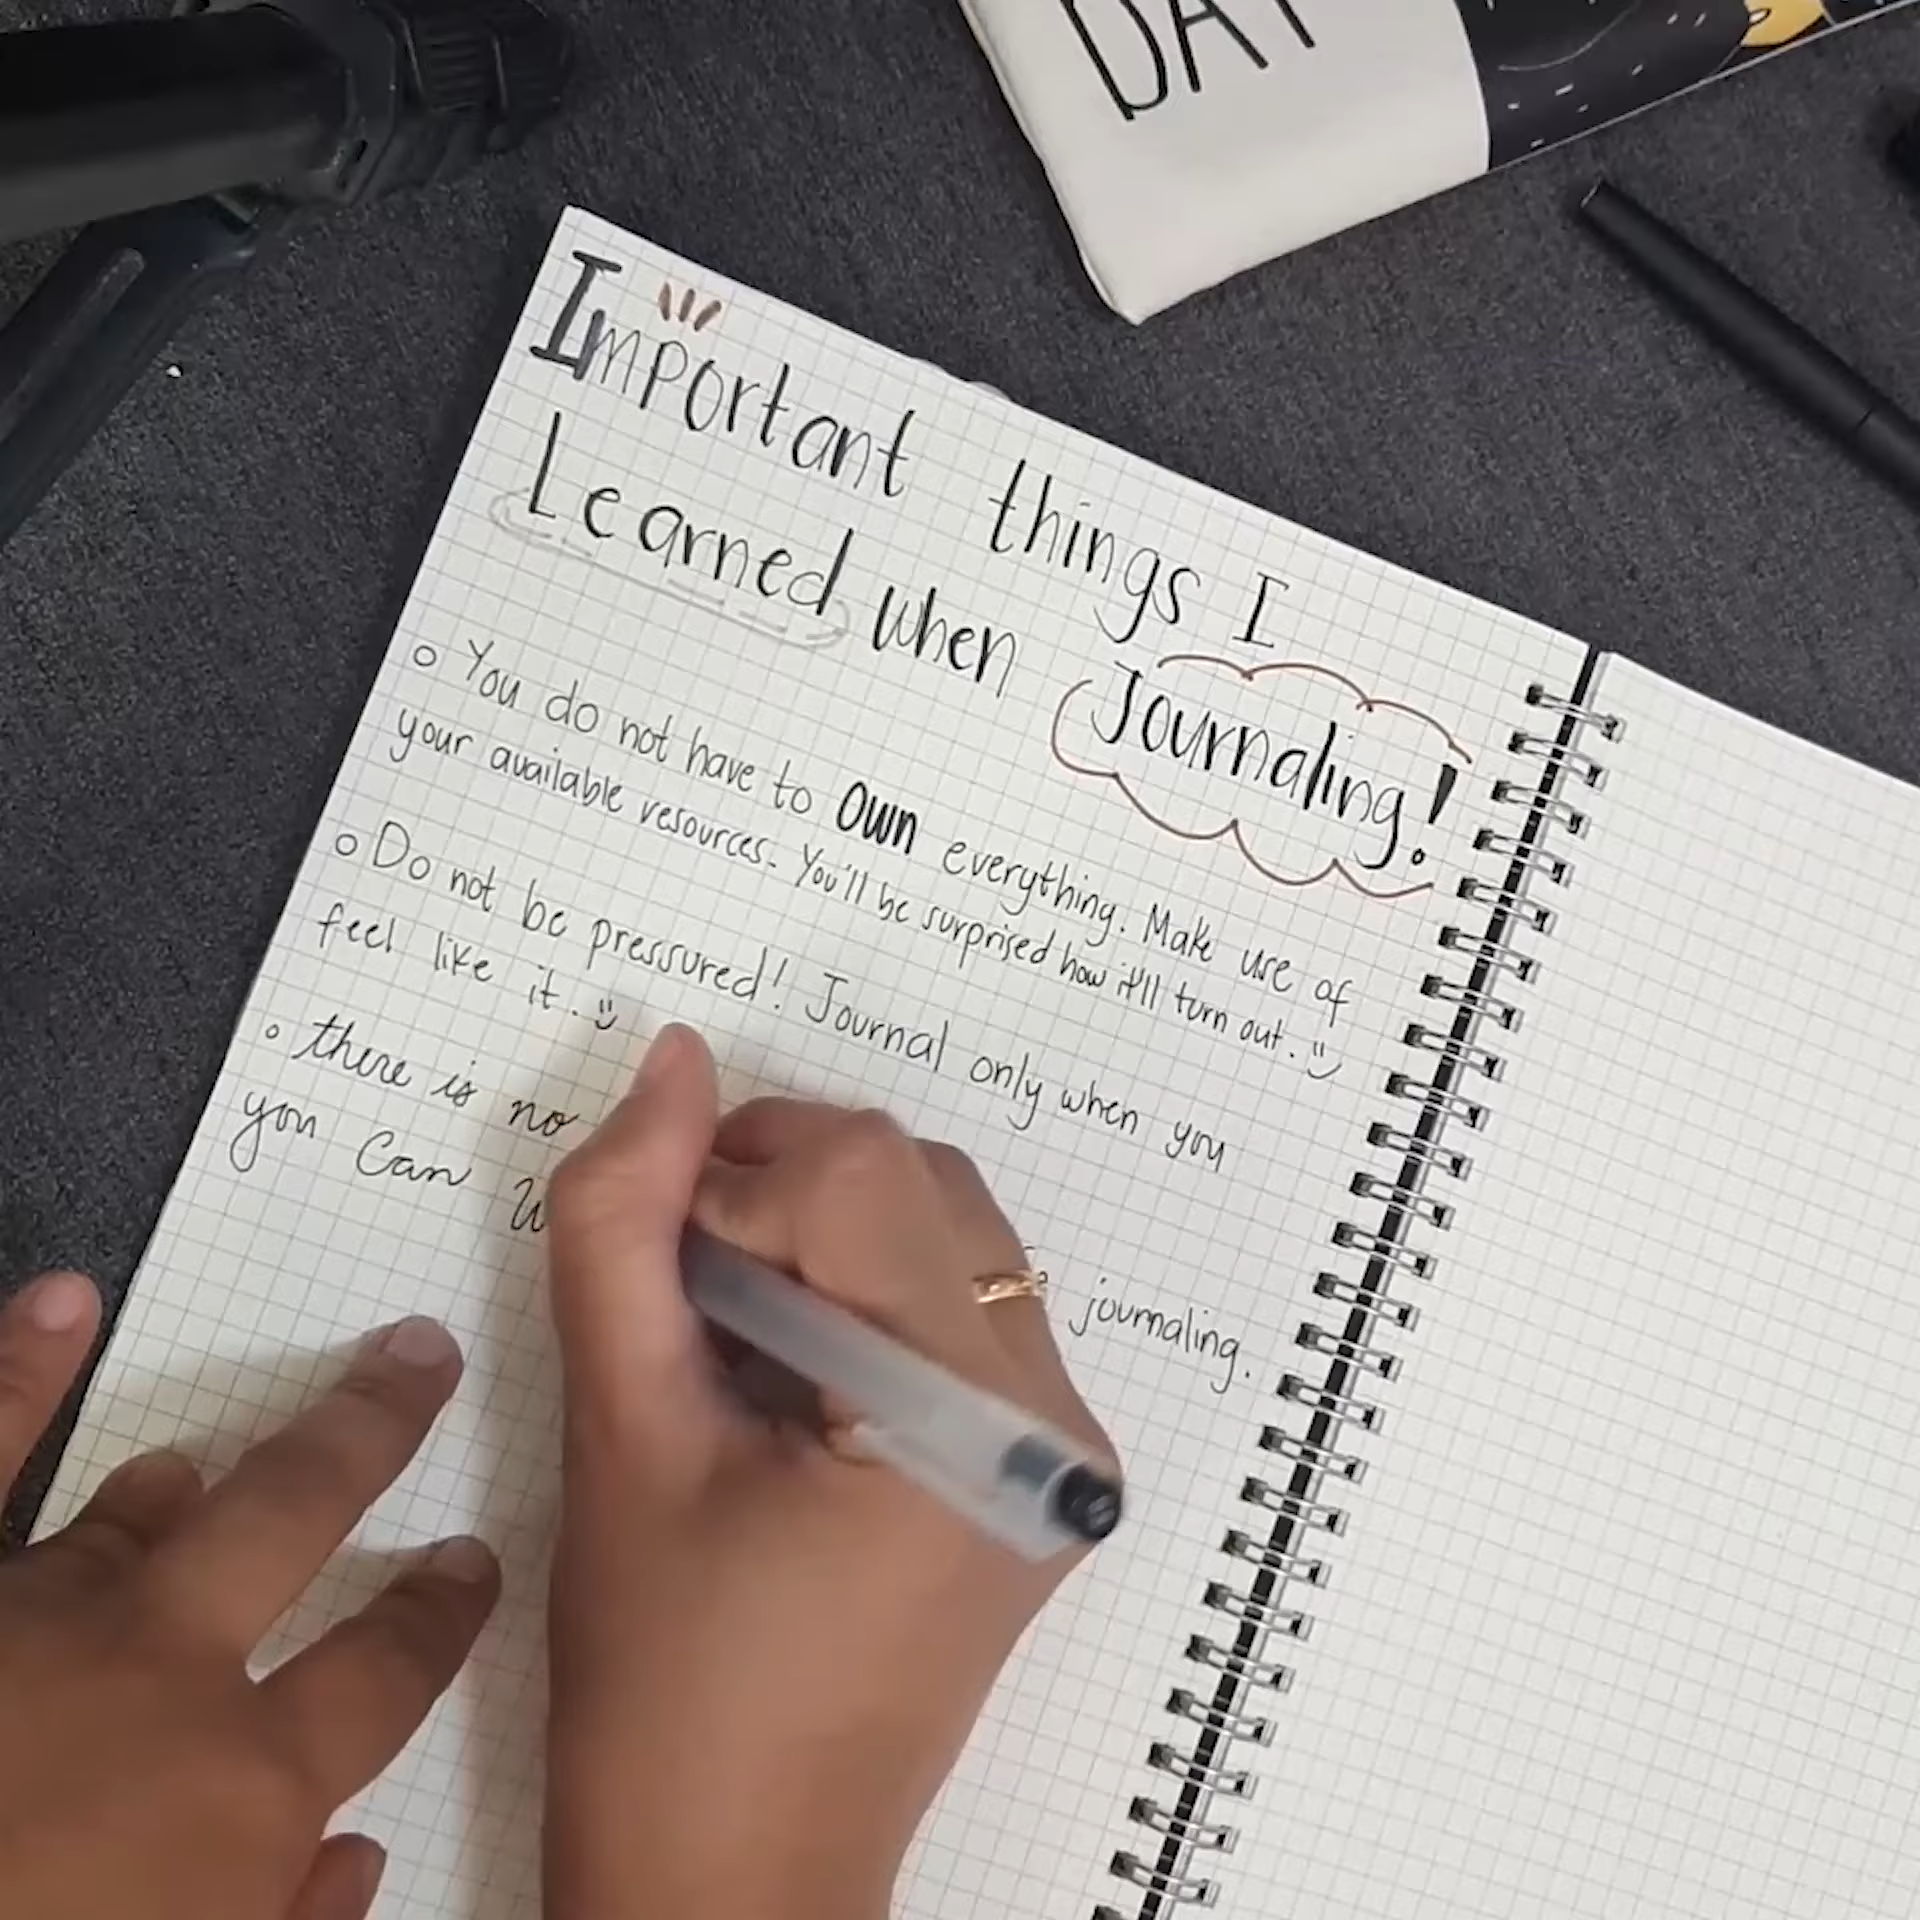 DAY
Important things I
Learned when Journaling!
o You do not have to Own everything. Make use of
your available resources. You'll be surprised how it'll turn out. :)
o Do not be pressured! Journal only when you
feel like it. :)
o there is no journaling.
you Can